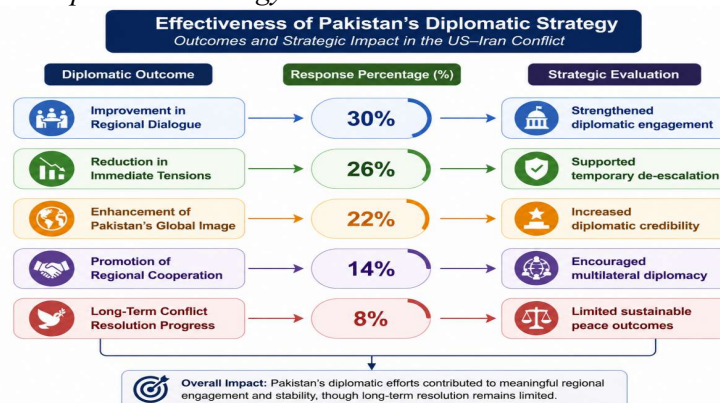 Effectiveness of Pakistan's Diplomatic Strategy
Outcomes and Strategic Impact in the US–Iran Conflict
Diplomatic Outcome
Response Percentage (%)
Strategic Evaluation
Improvement in
Regional Dialogue
30%
Strengthened
diplomatic engagement
Reduction in
Immediate Tensions
26%
Supported
temporary de-escalation
Enhancement of
Pakistan's Global Image
22%
Increased
diplomatic credibility
Promotion of
Regional Cooperation
14%
Encouraged
multilateral diplomacy
Long-Term Conflict
Resolution Progress
8%
Limited sustainable
peace outcomes
Overall Impact: Pakistan's diplomatic efforts contributed to meaningful regional
engagement and stability, though long-term resolution remains limited.